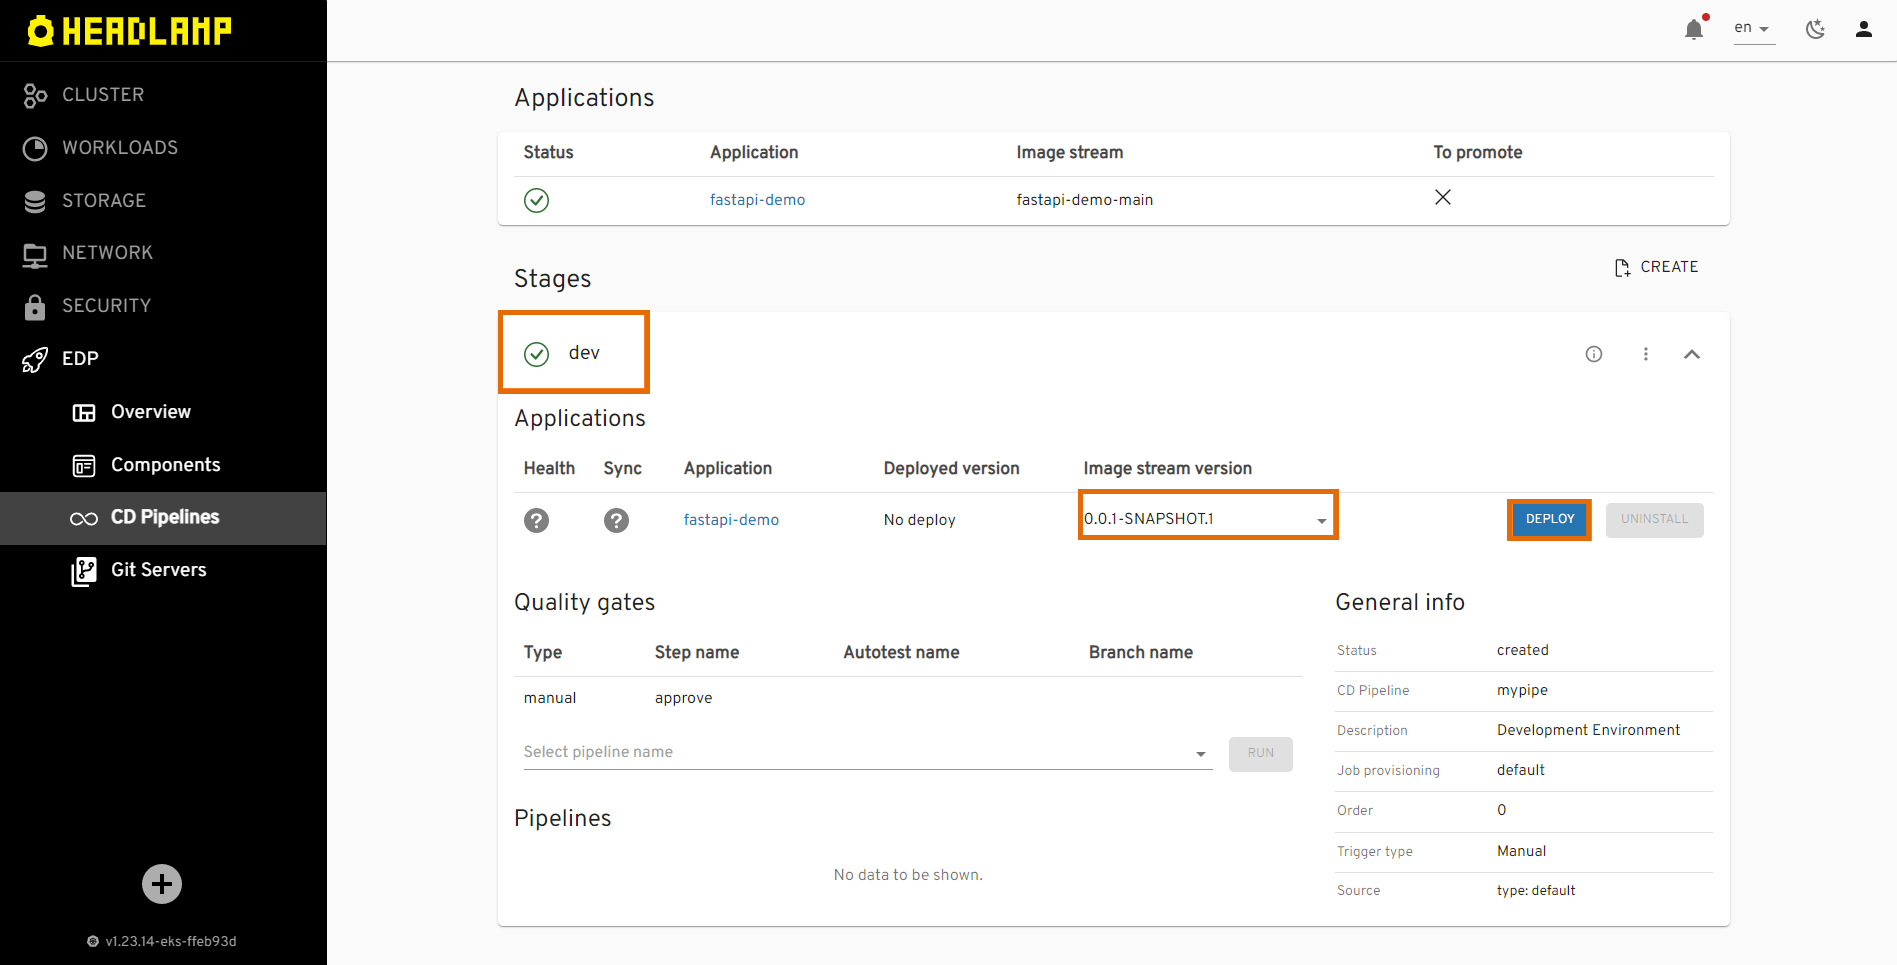 HEADLAMP
en
CLUSTER
WORKLOADS
STORAGE
NETWORK
SECURITY
EDP
Overview
Components
CD Pipelines
Git Servers
v1.23.14-eks-ffeb93d
Applications
Status Application Image stream To promote
fastapi-demo fastapi-demo-main
Stages
CREATE
dev
Applications
Health Sync Application Deployed version Image stream version
fastapi-demo No deploy 0.0.1-SNAPSHOT.1 DEPLOY UNINSTALL
Quality gates
Type Step name Autotest name Branch name
manual approve
Select pipeline name RUN
Pipelines
No data to be shown.
General info
Status created
CD Pipeline mypipe
Description Development Environment
Job provisioning default
Order 0
Trigger type Manual
Source type: default